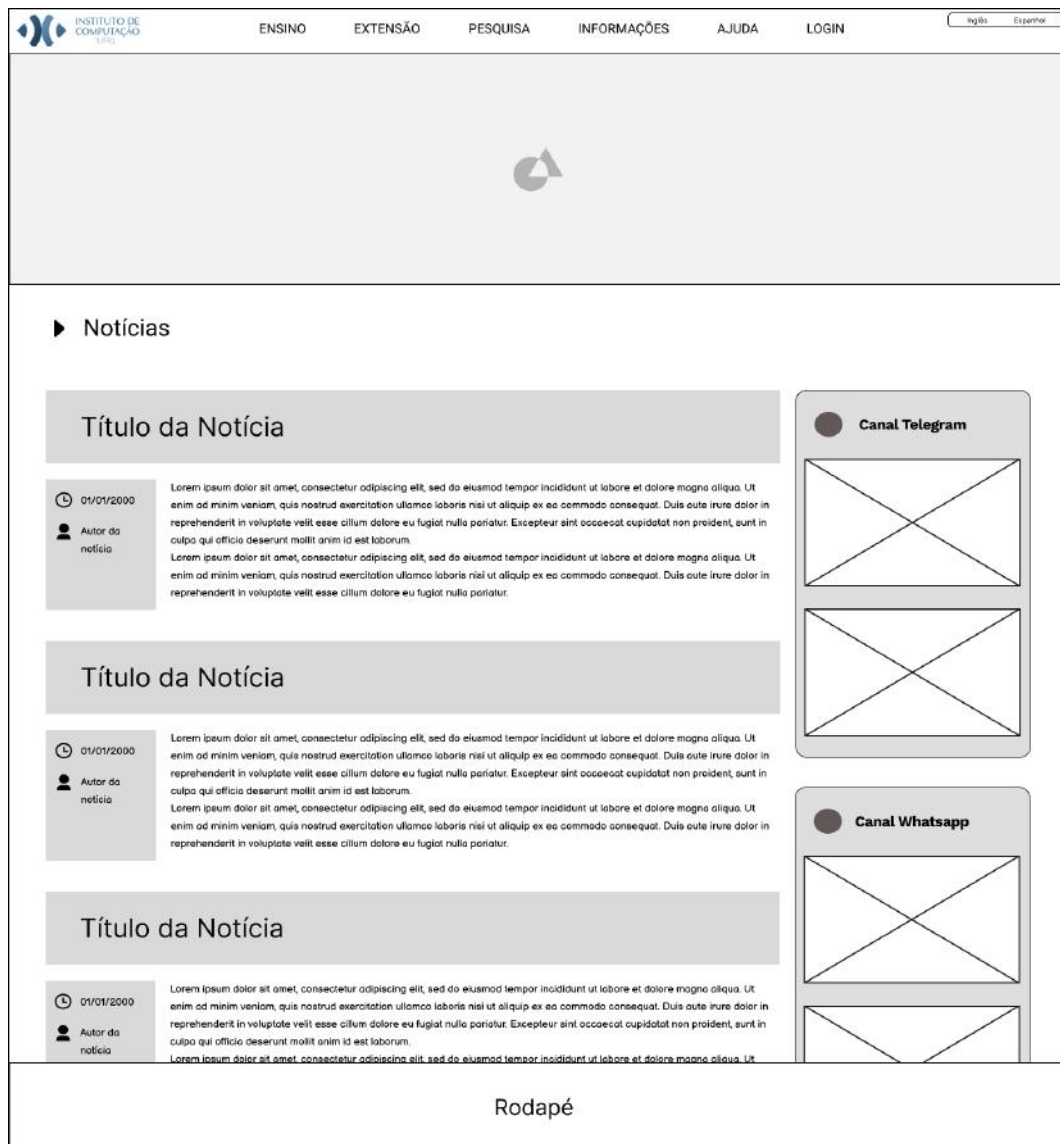 INSTITUTO DE
COMPUTAÇÃO
UFRJ
ENSINO
EXTENSÃO
PESQUISA
INFORMAÇÕES
AJUDA
LOGIN
Inglês
Espanhol
Notícias
Título da Notícia
01/01/2000
Autor da
notícia
Lorem ipsum dolor sit amet, consectetur adipiscing elit, sed do eiusmod tempor incididunt ut labore et dolore magna aliqua. Ut
enim ad minim veniam, quis nostrud exercitation ullamco laboris nisi ut aliquip ex ea commodo consequat. Duis aute irure dolor in
reprehenderit in voluptate velit esse cillum dolore eu fugiat nulla pariatur. Excepteur sint occaecat cupidatat non proident, sunt in
culpa qui officia deserunt mollit anim id est laborum.
Lorem ipsum dolor sit amet, consectetur adipiscing elit, sed do eiusmod tempor incididunt ut labore et dolore magna aliqua. Ut
enim ad minim veniam, quis nostrud exercitation ullamco laboris nisi ut aliquip ex ea commodo consequat. Duis aute irure dolor in
reprehenderit in voluptate velit esse cillum dolore eu fugiat nulla pariatur.
Título da Notícia
01/01/2000
Autor da
notícia
Lorem ipsum dolor sit amet, consectetur adipiscing elit, sed do eiusmod tempor incididunt ut labore et dolore magna aliqua. Ut
enim ad minim veniam, quis nostrud exercitation ullamco laboris nisi ut aliquip ex ea commodo consequat. Duis aute irure dolor in
reprehenderit in voluptate velit esse cillum dolore eu fugiat nulla pariatur. Excepteur sint occaecat cupidatat non proident, sunt in
culpa qui officia deserunt mollit anim id est laborum.
Lorem ipsum dolor sit amet, consectetur adipiscing elit, sed do eiusmod tempor incididunt ut labore et dolore magna aliqua. Ut
enim ad minim veniam, quis nostrud exercitation ullamco laboris nisi ut aliquip ex ea commodo consequat. Duis aute irure dolor in
reprehenderit in voluptate velit esse cillum dolore eu fugiat nulla pariatur.
Título da Notícia
01/01/2000
Autor da
notícia
Lorem ipsum dolor sit amet, consectetur adipiscing elit, sed do eiusmod tempor incididunt ut labore et dolore magna aliqua. Ut
enim ad minim veniam, quis nostrud exercitation ullamco laboris nisi ut aliquip ex ea commodo consequat. Duis aute irure dolor in
reprehenderit in voluptate velit esse cillum dolore eu fugiat nulla pariatur. Excepteur sint occaecat cupidatat non proident, sunt in
culpa qui officia deserunt mollit anim id est laborum.
Lorem ipsum dolor sit amet, consectetur adipiscing elit, sed do eiusmod tempor incididunt ut labore et dolore magna aliqua. Ut
Canal Telegram
Canal Whatsapp
Rodapé